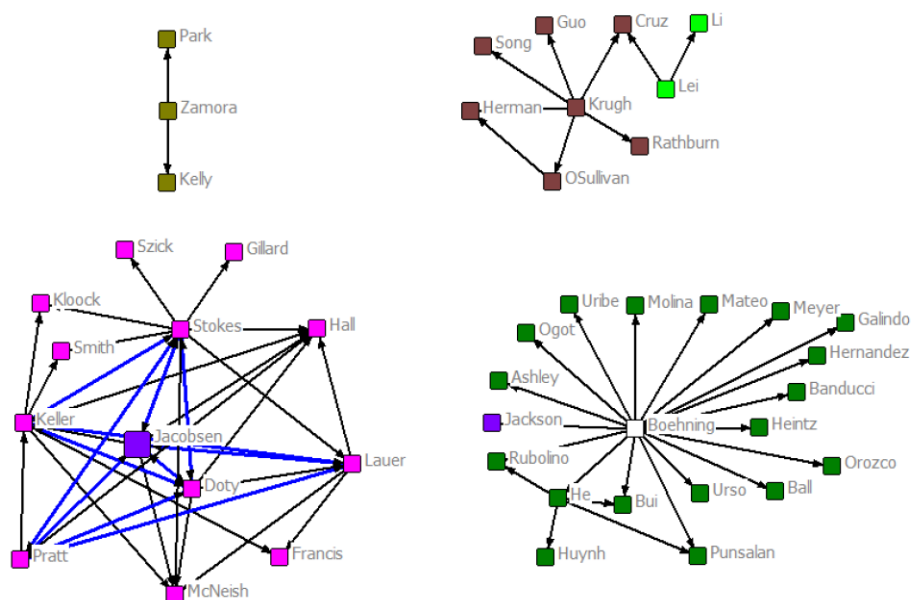 Park
Zamora
Kelly
Guo
Cruz
Li
Song
Lei
Herman
Krugh
Rathburn
OSullivan
Szick
Gillard
Kloock
Stokes
Hall
Smith
Keller
Jacobsen
Lauer
Doty
Pratt
Francis
McNeish
Uribe
Molina
Mateo
Meyer
Galindo
Ogot
Hernandez
Ashley
Banducci
Jackson
Boehning
Heintz
Rubolino
Orozco
He
Bui
Urso
Ball
Huynh
Punsalan